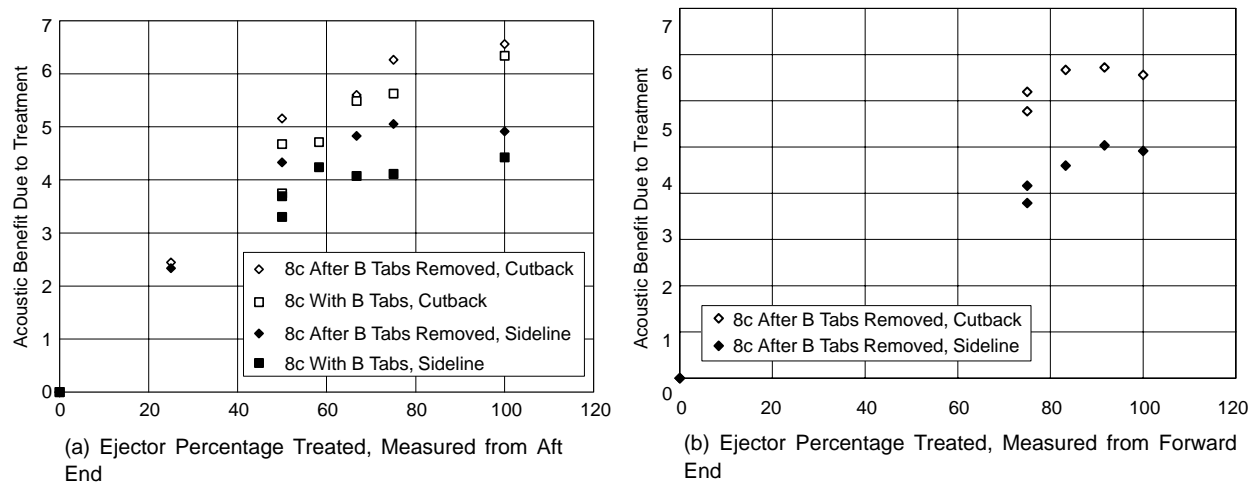 Acoustic Benefit Due to Treatment
7
6
5
4
3
2
1
0
0 20 40 60 80 100 120
8c After B Tabs Removed, Cutback
8c With B Tabs, Cutback
8c After B Tabs Removed, Sideline
8c With B Tabs, Sideline
(a) Ejector Percentage Treated, Measured from Aft
End
Acoustic Benefit Due to Treatment
7
6
5
4
3
2
1
0
0 20 40 60 80 100 120
8c After B Tabs Removed, Cutback
8c After B Tabs Removed, Sideline
(b) Ejector Percentage Treated, Measured from Forward
End